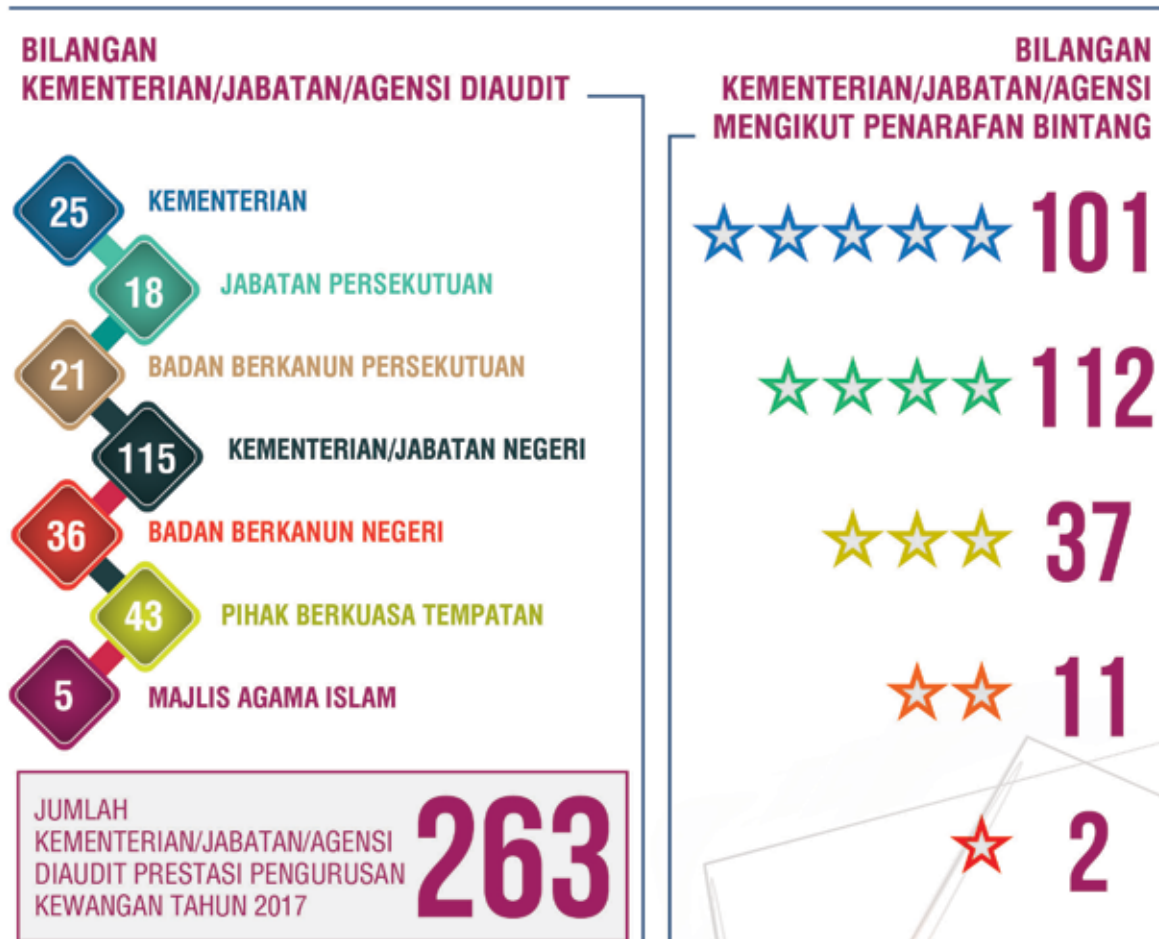 BILANGAN
KEMENTERIAN/JABATAN/AGENSI DIAUDIT
25
KEMENTERIAN
18
JABATAN PERSEKUTUAN
21
BADAN BERKANUN PERSEKUTUAN
115
KEMENTERIAN/JABATAN NEGERI
36
BADAN BERKANUN NEGERI
43
PIHAK BERKUASA TEMPATAN
5
MAJLIS AGAMA ISLAM
JUMLAH
KEMENTERIAN/JABATAN/AGENSI
DIAUDIT PRESTASI PENGURUSAN
KEWANGAN TAHUN 2017
263
BILANGAN
KEMENTERIAN/JABATAN/AGENSI
MENGIKUT PENARAFAN BINTANG
101
112
37
11
2